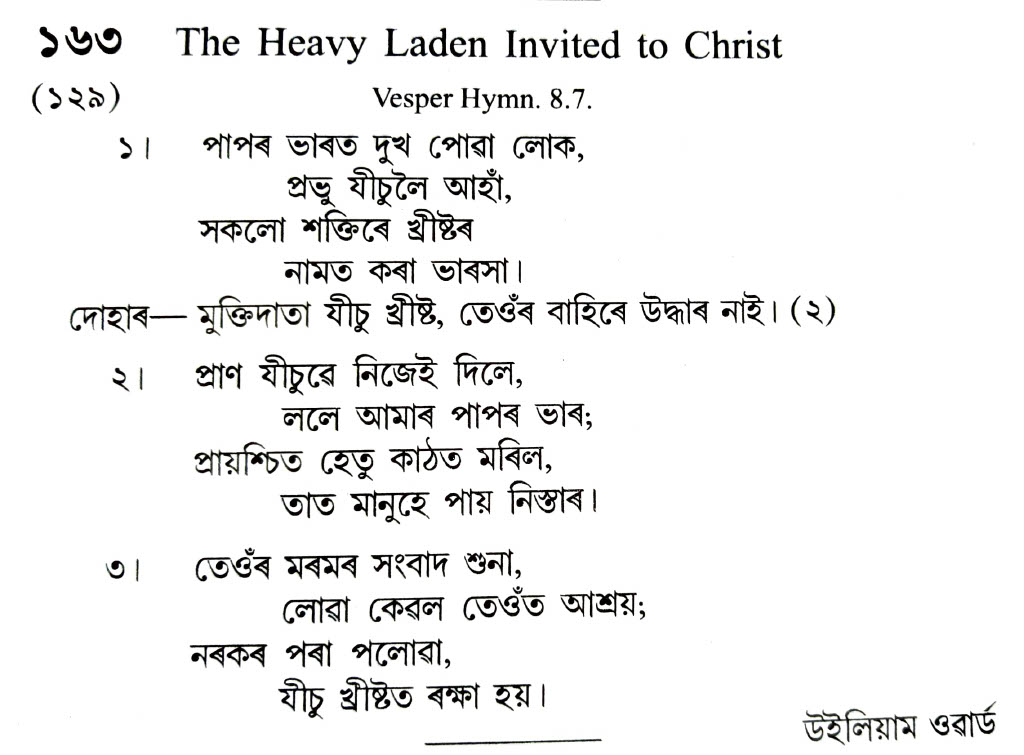 ১৬৩ The Heavy Laden Invited to Christ
(১২৯) Vesper Hymn. 8.7.
১। পাপৰ ভাৰত দুখ পোৱা লোক,
প্ৰভু যীচুলৈ আহাঁ,
সকলো শক্তিৰে খ্ৰীষ্টৰ
নামত কৰা ভাৰসা।
দোহাৰ— মুক্তিদাতা যীচু খ্ৰীষ্ট, তেওঁৰ বাহিৰে উদ্ধাৰ নাই। (২)
২। প্ৰাণ যীচুৱে নিজেই দিলে,
ললে আমাৰ পাপৰ ভাৰ;
প্ৰায়শ্চিত হেতু কাঠত মৰিল,
তাত মানুহে পায় নিস্তাৰ।
৩। তেওঁৰ মৰমৰ সংবাদ শুনা,
লোৱা কেৱল তেওঁত আশ্ৰয়;
নৰকৰ পৰা পলোৱা,
যীচু খ্ৰীষ্টত ৰক্ষা হয়।
উইলিয়াম ওৱাৰ্ড